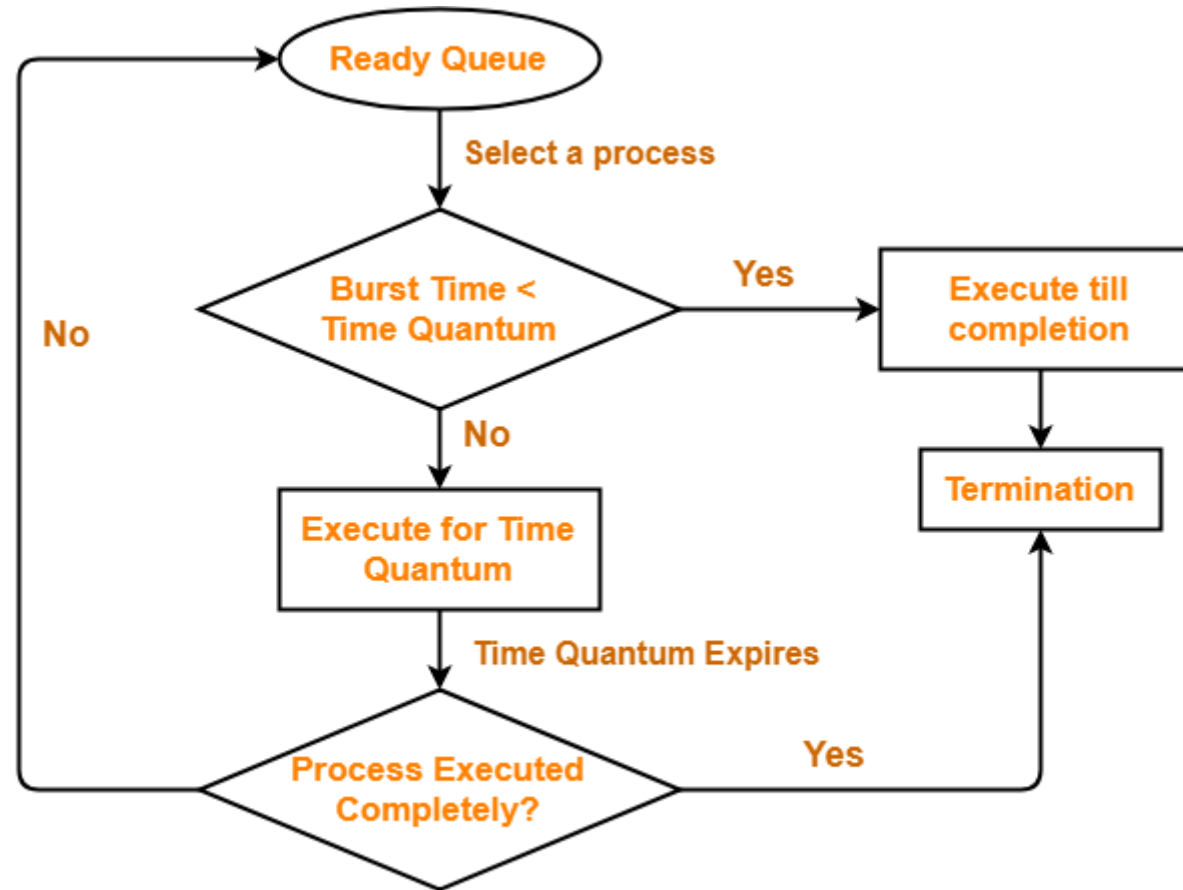 Ready Queue
Select a process
Burst Time <
Time Quantum
Yes
Execute till
completion
No
No
Termination
Execute for Time
Quantum
Time Quantum Expires
Process Executed
Completely?
Yes